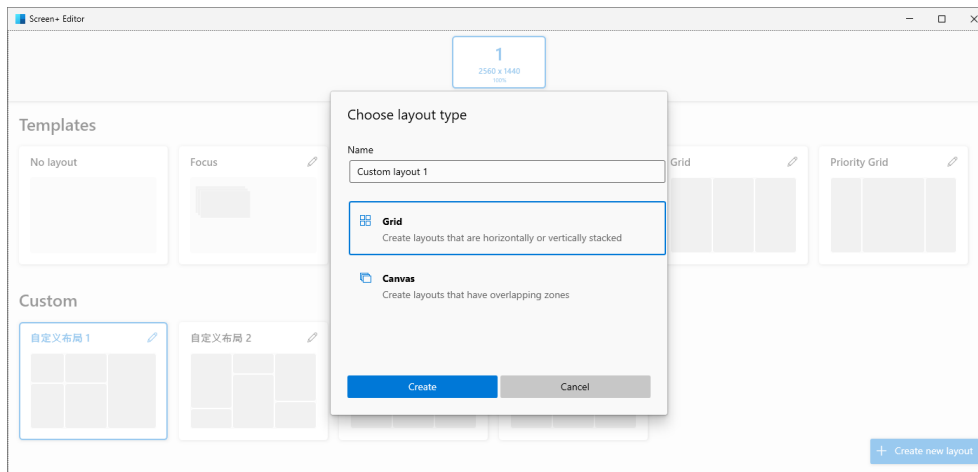 Screen+ Editor
1
2560 x 1440
100%
Choose layout type
Name
Custom layout 1
Grid
Create layouts that are horizontally or vertically stacked
Canvas
Create layouts that have overlapping zones
Create
Cancel
Templates
No layout
Focus
Grid
Priority Grid
Custom
自定义布局 1
自定义布局 2
Create new layout